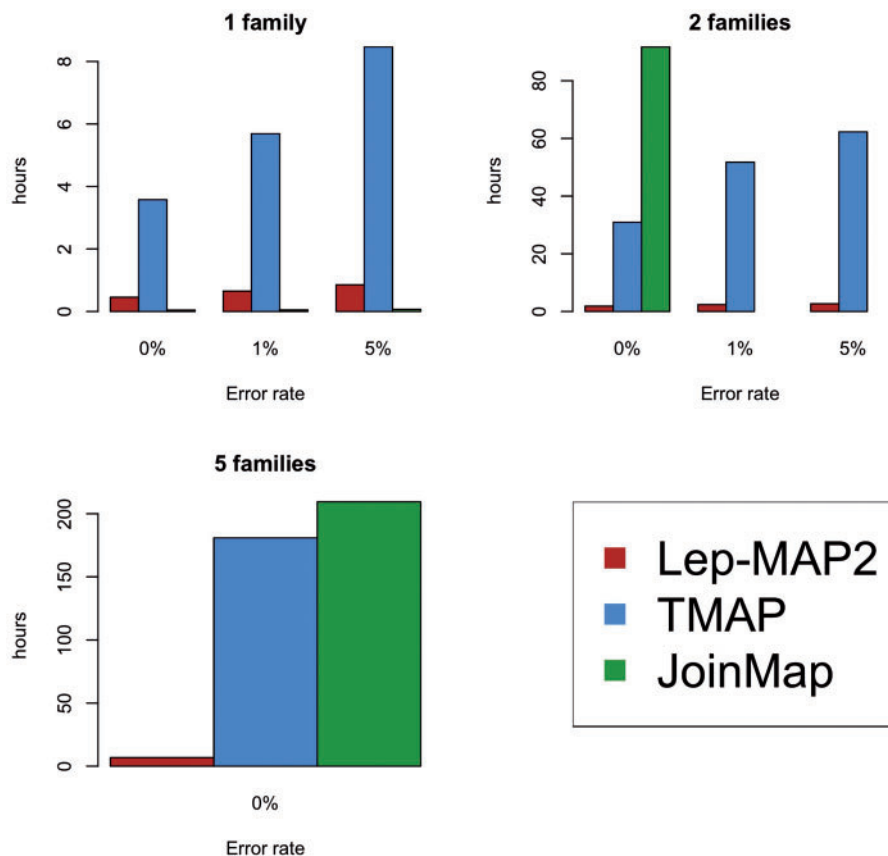 1 family
8
6
4
2
0
hours
0% 1% 5%
Error rate
2 families
80
60
40
20
0
hours
0% 1% 5%
Error rate
5 families
200
150
100
50
0
hours
0%
Error rate
Lep-MAP2
TMAP
JoinMap